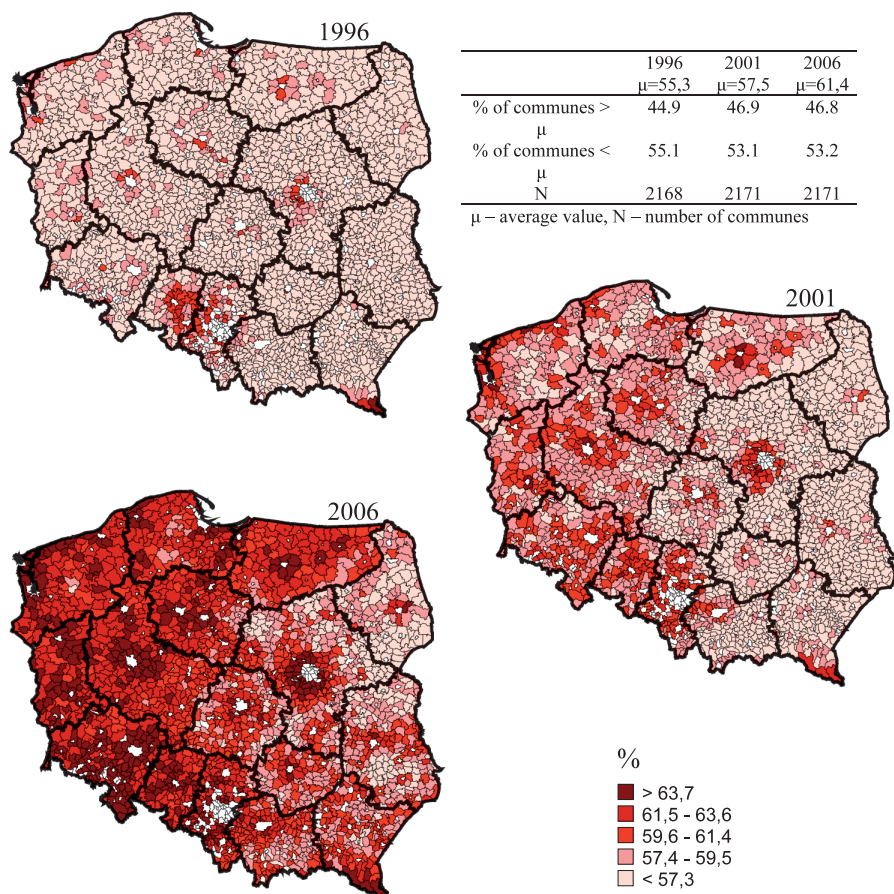 1996
1996 2001 2006
μ=55,3 μ=57,5 μ=61,4
% of communes > 44.9 46.9 46.8
μ
% of communes < 55.1 53.1 53.2
μ
N 2168 2171 2171
μ – average value, N – number of communes
2001
2006
%
> 63,7
61,5 - 63,6
59,6 - 61,4
57,4 - 59,5
< 57,3